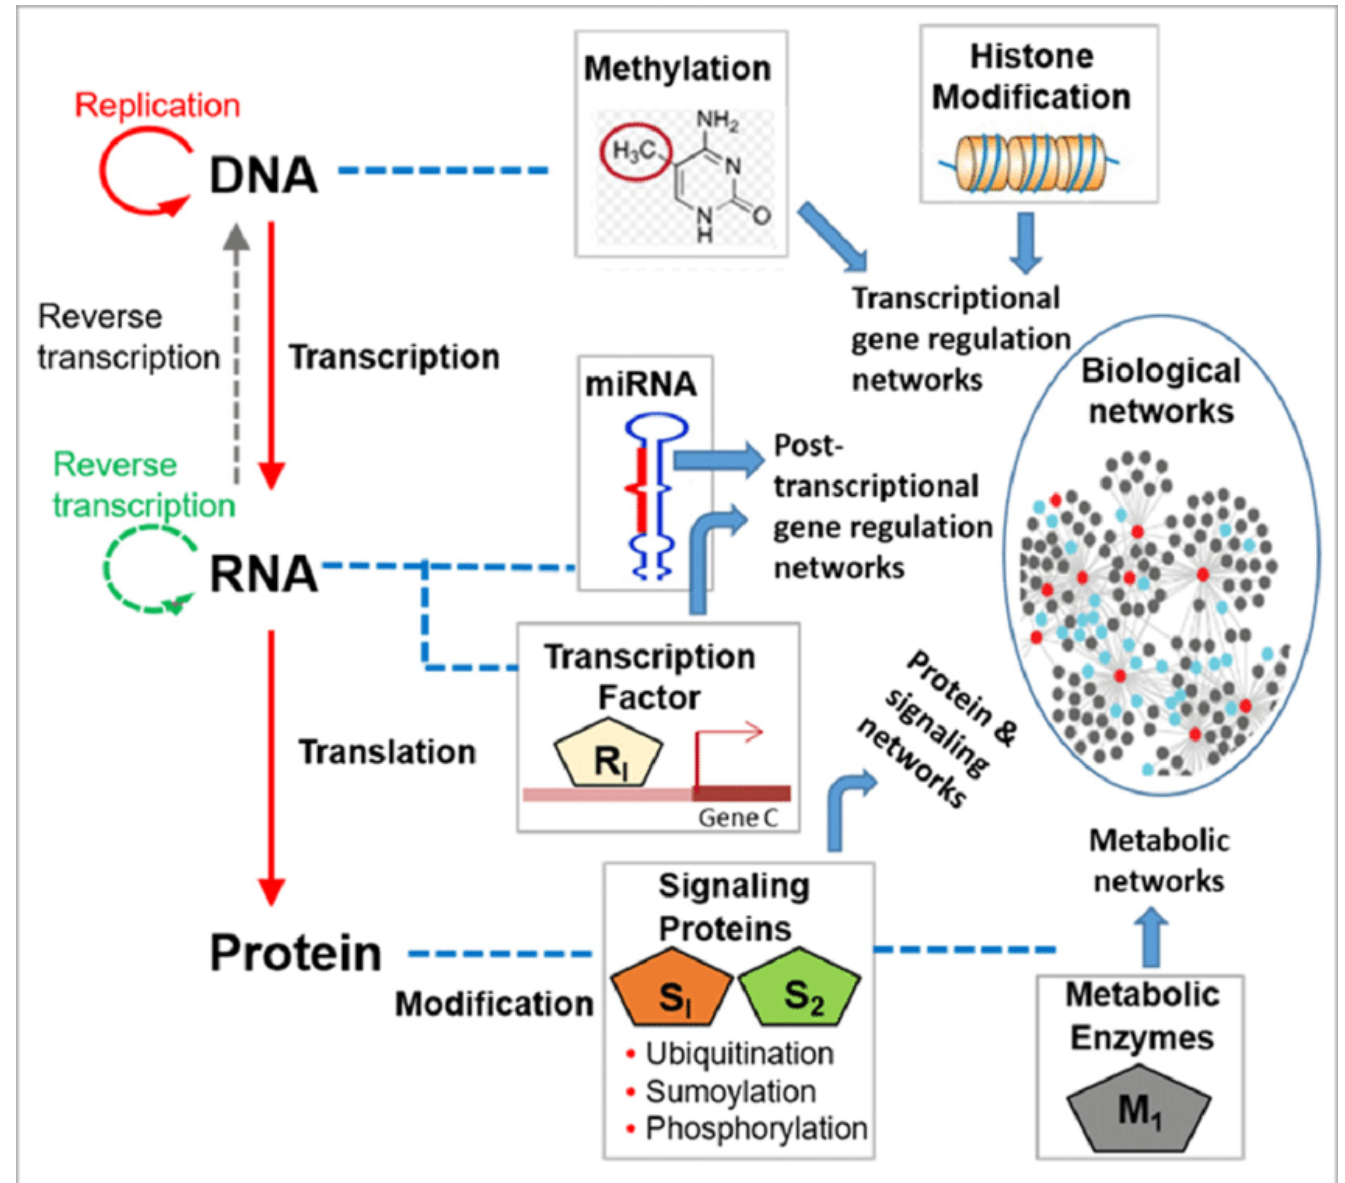 Replication
DNA
Methylation
NH2
H3C
N
N
H
O
Histone
Modification
Reverse
transcription
Transcription
Transcriptional
gene regulation
networks
Reverse
transcription
RNA
miRNA
Post-
transcriptional
gene regulation
networks
Biological
networks
Transcription
Factor
RI
Gene C
Translation
Protein &
signaling
networks
Metabolic
networks
Protein
Modification
Signaling
Proteins
SI
S2
• Ubiquitination
• Sumoylation
• Phosphorylation
Metabolic
Enzymes
M1